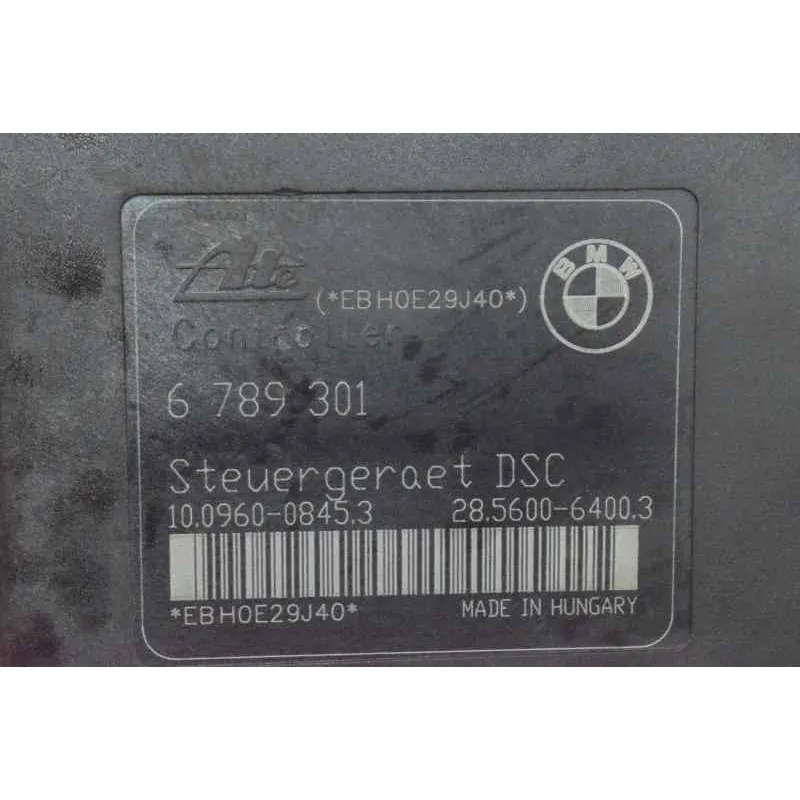 Ate
(*EBH0E29J40*)
BMW
Controller
6 789 301
Steuergeraet DSC
10.0960-0845.3 28.5600-6400.3
*EBH0E29J40*
MADE IN HUNGARY